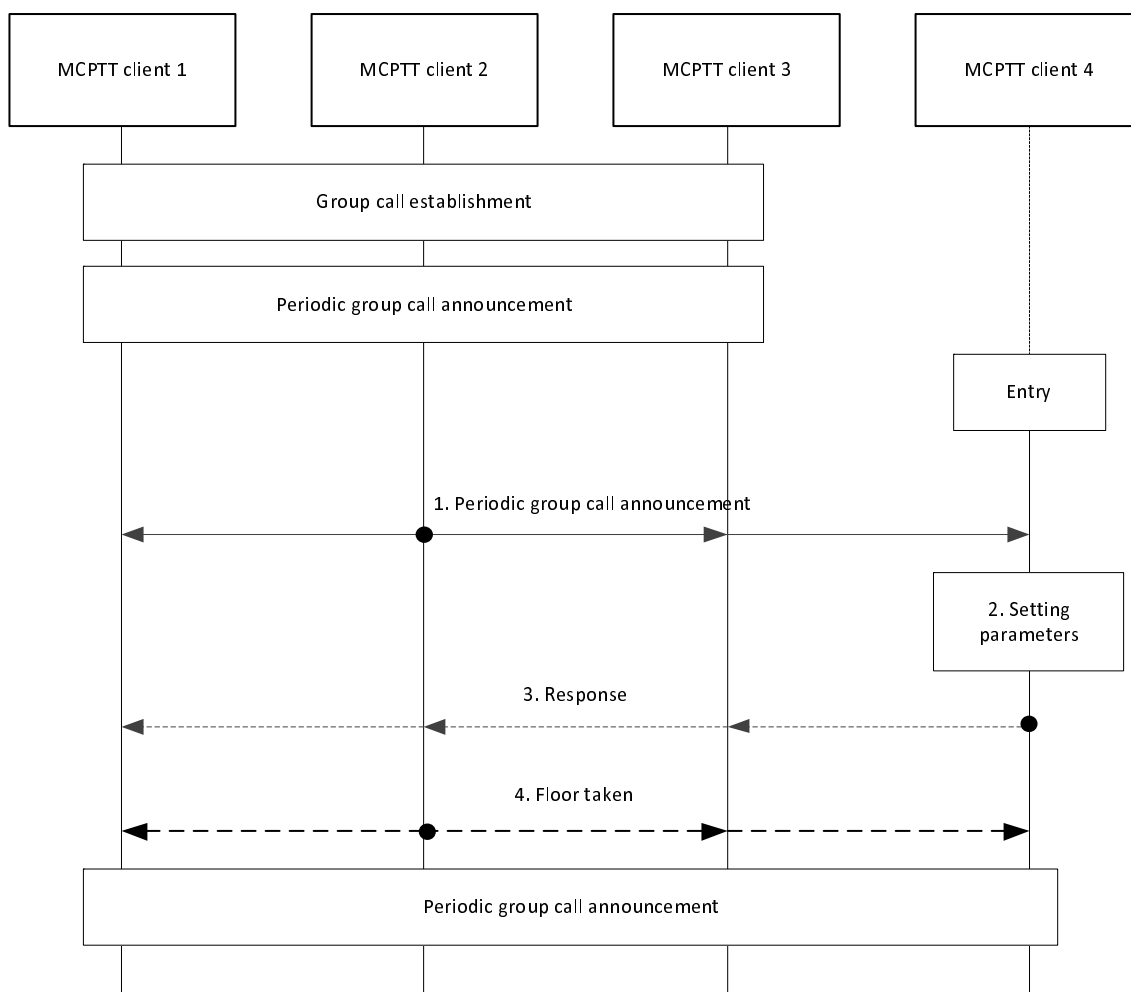 MCPTT client 1
MCPTT client 2
MCPTT client 3
MCPTT client 4
Group call establishment
Periodic group call announcement
Entry
1. Periodic group call announcement
2. Setting
parameters
3. Response
4. Floor taken
Periodic group call announcement